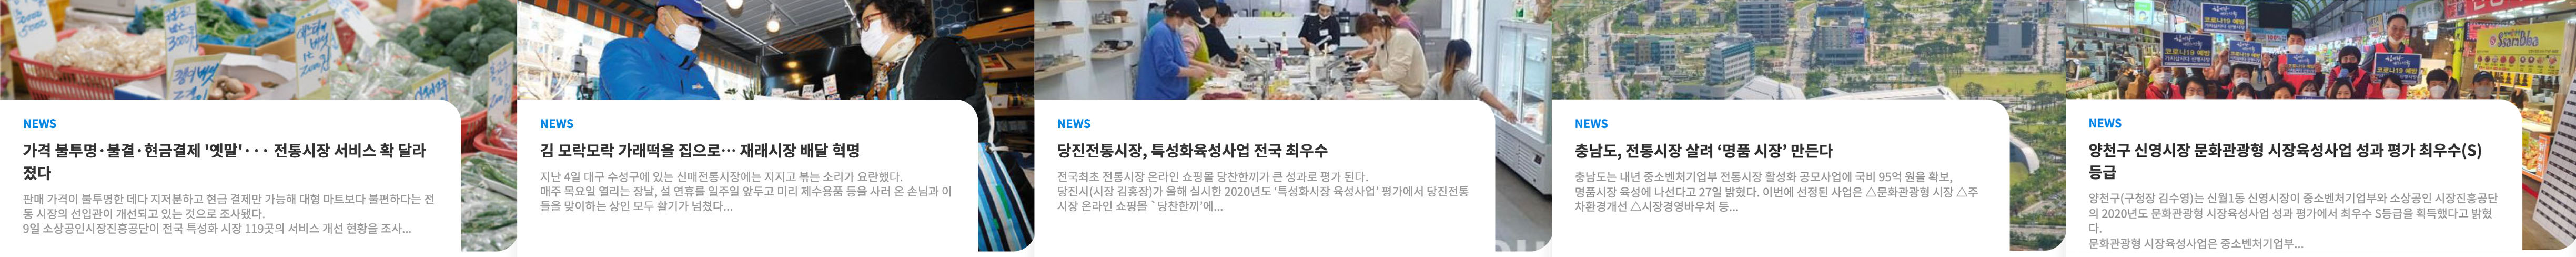 NEWS
가격 불투명·불결·현금결제 '옛말'··· 전통시장 서비스 확 달라
졌다
판매 가격이 불투명한 데다 지저분하고 현금 결제만 가능해 대형 마트보다 불편하다는 전
통 시장의 선입관이 개선되고 있는 것으로 조사됐다.
9일 소상공인시장진흥공단이 전국 특성화 시장 119곳의 서비스 개선 현황을 조사...
NEWS
김 모락모락 가래떡을 집으로… 재래시장 배달 혁명
지난 4일 대구 수성구에 있는 신매전통시장에는 지지고 볶는 소리가 요란했다.
매주 목요일 열리는 장날, 설 연휴를 일주일 앞두고 미리 제수용품 등을 사러 온 손님과 이
들을 맞이하는 상인 모두 활기가 넘쳤다...
NEWS
당진전통시장, 특성화육성사업 전국 최우수
전국최초 전통시장 온라인 쇼핑몰 당찬한끼가 큰 성과로 평가 된다.
당진시(시장 김홍장)가 올해 실시한 2020년도 ‘특성화시장 육성사업’ 평가에서 당진전통
시장 온라인 쇼핑몰 `당찬한끼’에...
NEWS
충남도, 전통시장 살려 ‘명품 시장’ 만든다
충남도는 내년 중소벤처기업부 전통시장 활성화 공모사업에 국비 95억 원을 확보,
명품시장 육성에 나선다고 27일 밝혔다. 이번에 선정된 사업은 △문화관광형 시장 △주
차환경개선 △시장경영바우처 등...
NEWS
양천구 신영시장 문화관광형 시장육성사업 성과 평가 최우수(S)
등급
양천구(구청장 김수영)는 신월1동 신영시장이 중소벤처기업부와 소상공인 시장진흥공단
의 2020년도 문화관광형 시장육성사업 성과 평가에서 최우수 S등급을 획득했다고 밝혔
다.
문화관광형 시장육성사업은 중소벤처기업부...